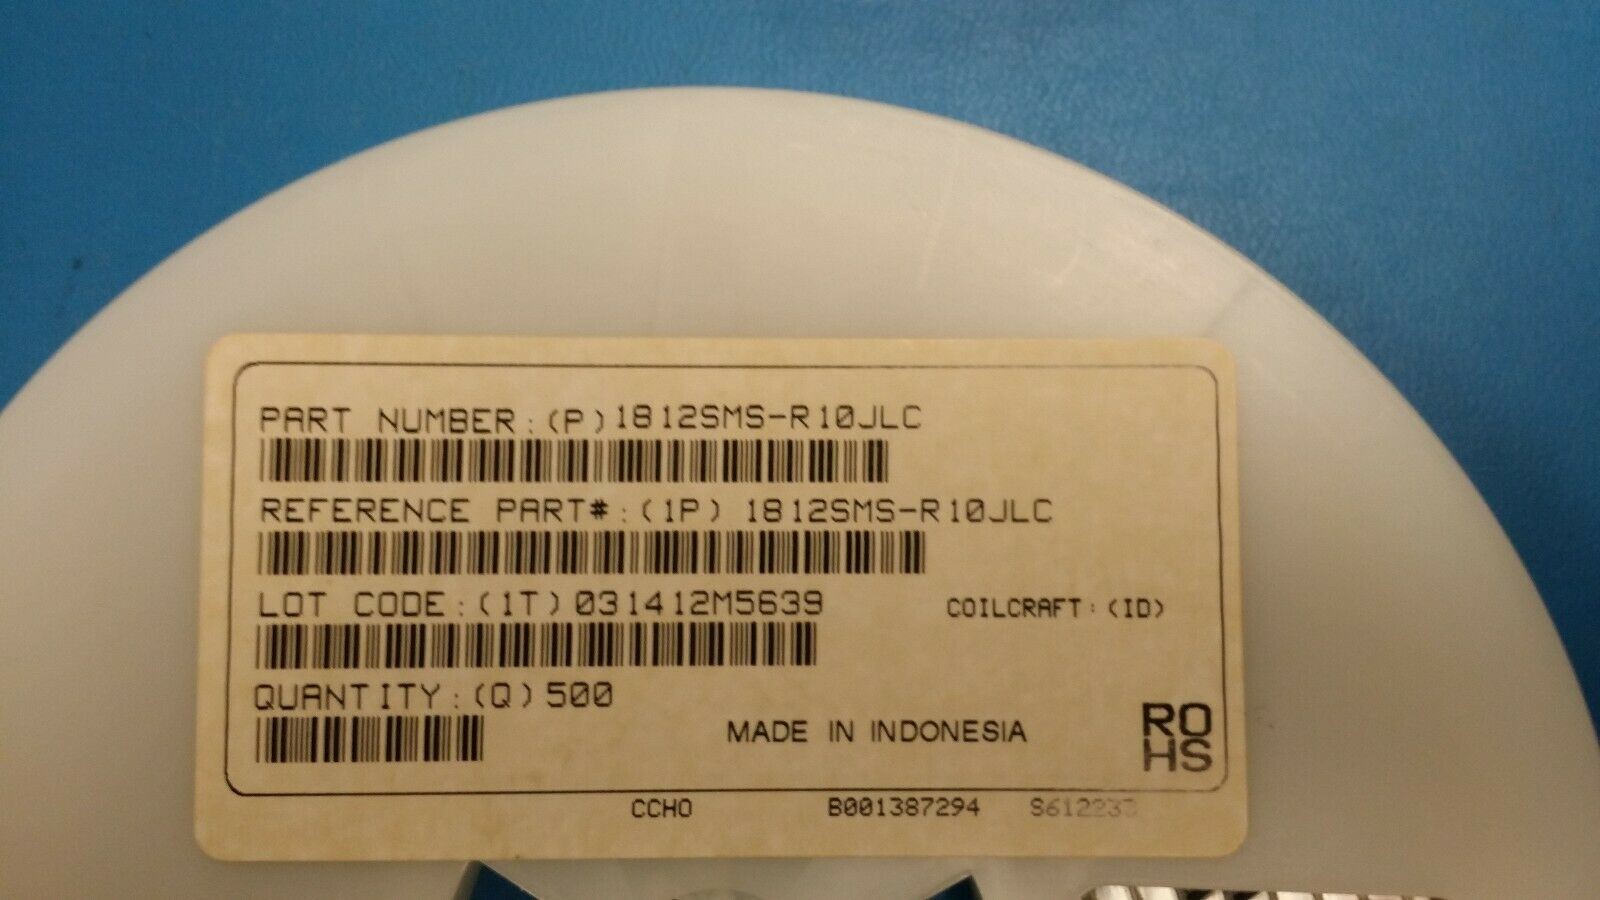 PART NUMBER:(P)1812SMS-R10JLC
REFERENCE PART#:(1P) 1812SMS-R10JLC
LOT CODE:(1T)031412M5639
COILCRAFT:(ID)
QUANTITY:(Q)500
MADE IN INDONESIA
RO
HS
CCHO B001387294